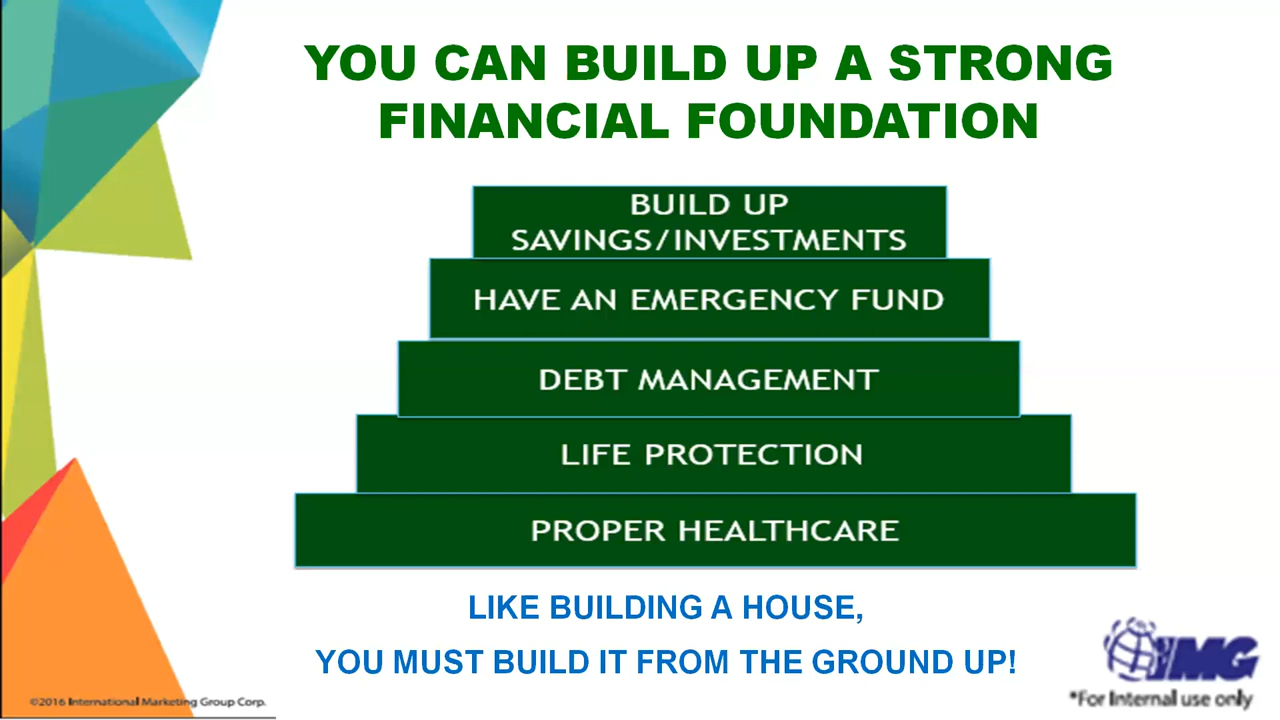 YOU CAN BUILD UP A STRONG
FINANCIAL FOUNDATION
BUILD UP
SAVINGS/INVESTMENTS
HAVE AN EMERGENCY FUND
DEBT MANAGEMENT
LIFE PROTECTION
PROPER HEALTHCARE
LIKE BUILDING A HOUSE,
YOU MUST BUILD IT FROM THE GROUND UP!
IMG
*For Internal use only
©2016 International Marketing Group Corp.